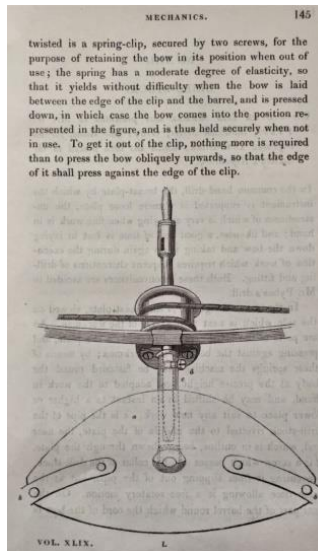 MECHANICS. 145
twisted is a spring-clip, secured by two screws, for the
purpose of retaining the bow in its position when out of
use; the spring has a moderate degree of elasticity, so
that it yields without difficulty when the bow is laid
between the edge of the clip and the barrel, and is pressed
down, in which case the bow comes into the position re-
presented in the figure, and is thus held securely when not
in use. To get it out of the clip, nothing more is required
than to press the bow obliquely upwards, so that the edge
of it shall press against the edge of the clip.
d
a
b
b
VOL. XLIX. L